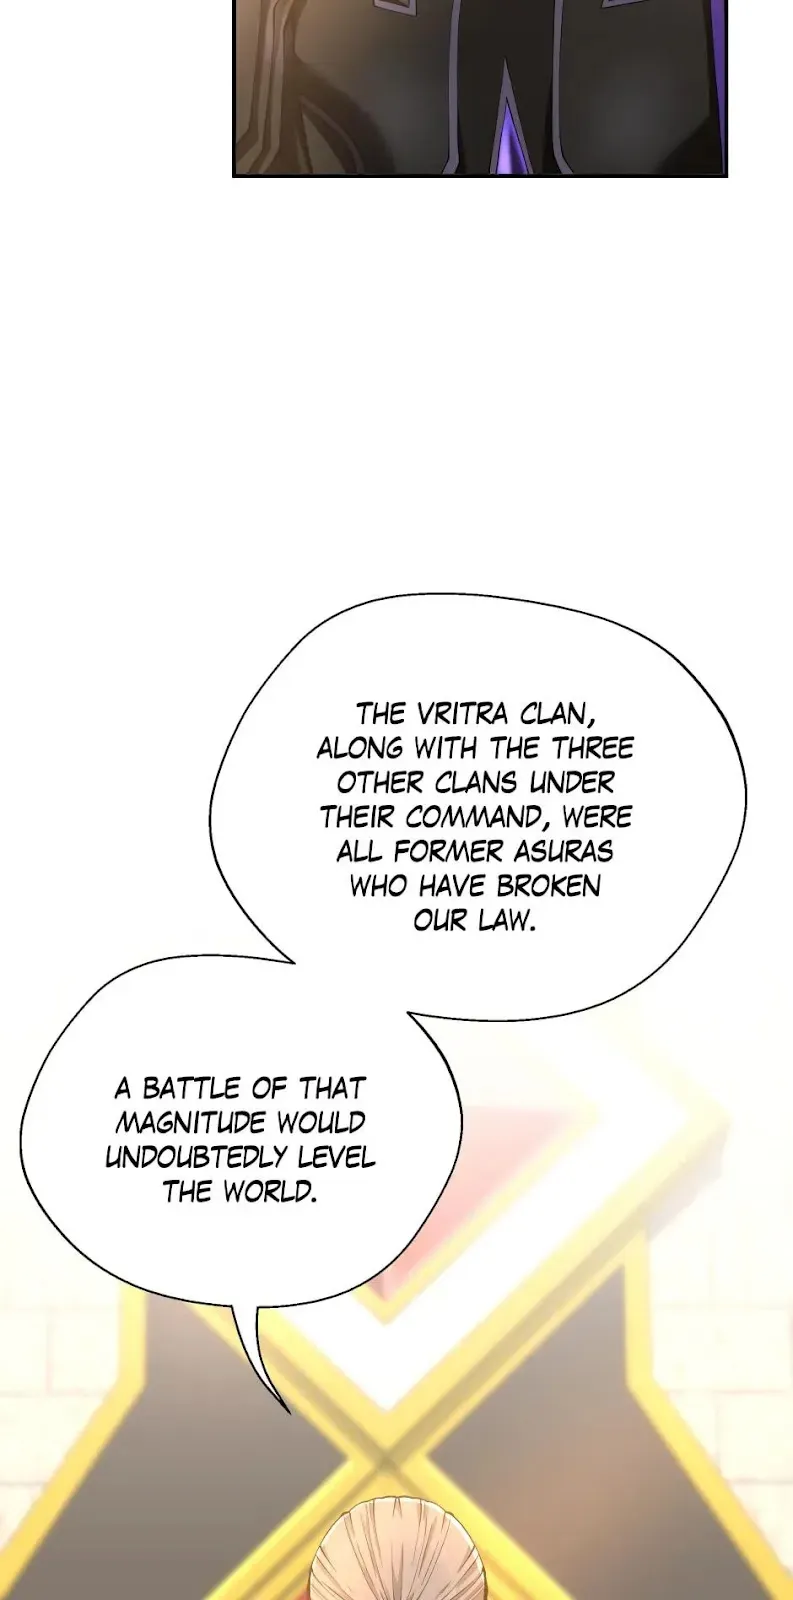 THE VRITRA CLAN,
ALONG WITH THE THREE
OTHER CLANS UNDER
THEIR COMMAND, WERE
ALL FORMER ASURAS
WHO HAVE BROKEN
OUR LAW.
A BATTLE OF THAT
MAGNITUDE WOULD
UNDOUBTEDLY LEVEL
THE WORLD.